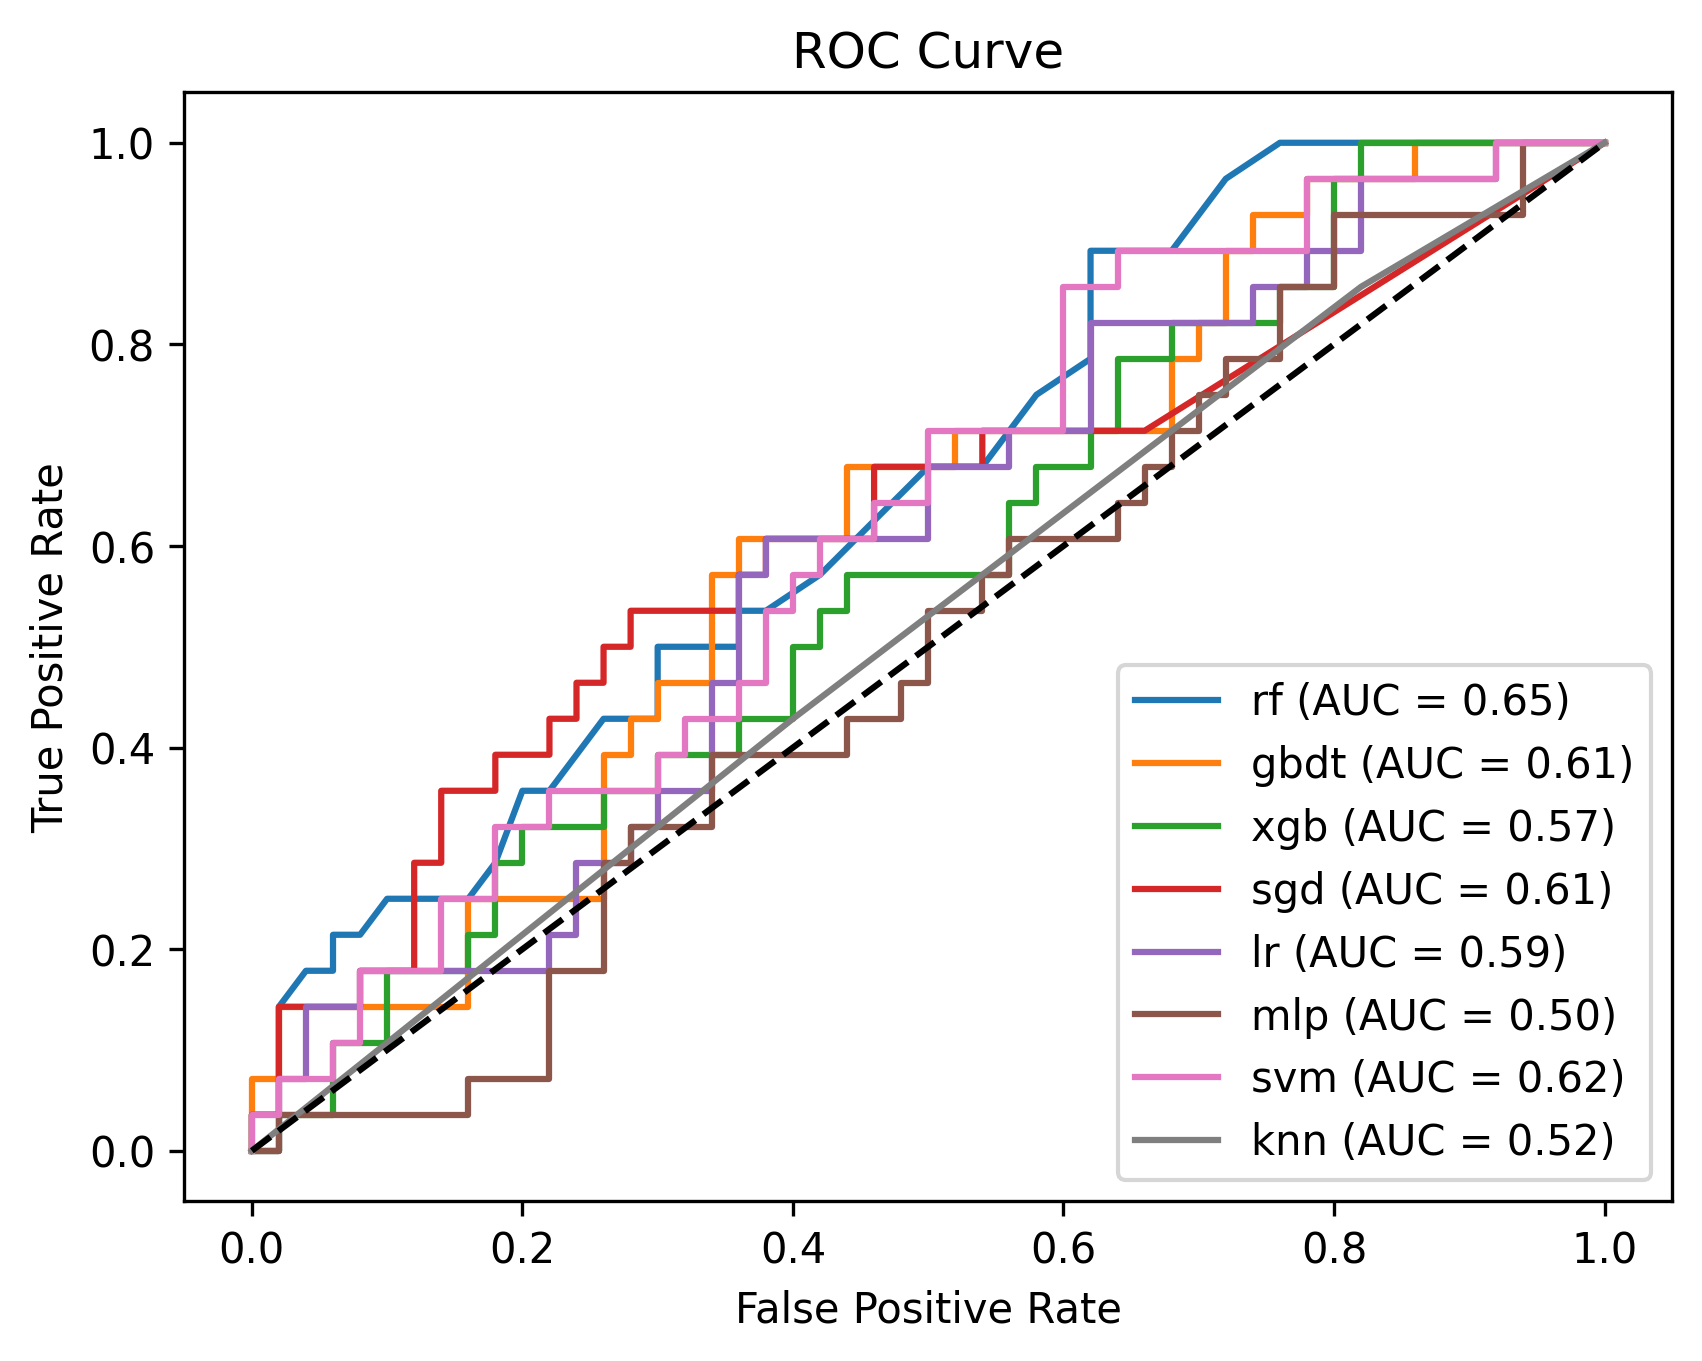 ROC Curve
True Positive Rate
1.0
0.8
0.6
0.4
0.2
0.0
rf (AUC = 0.65)
gbdt (AUC = 0.61)
xgb (AUC = 0.57)
sgd (AUC = 0.61)
lr (AUC = 0.59)
mlp (AUC = 0.50)
svm (AUC = 0.62)
knn (AUC = 0.52)
0.0 0.2 0.4 0.6 0.8 1.0
False Positive Rate